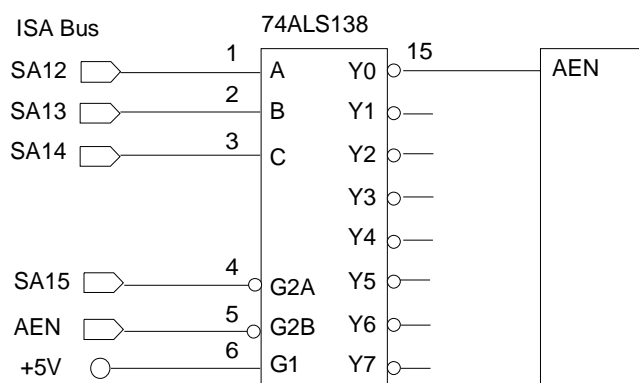 ISA Bus 74ALS138
SA12 1 A Y0 15 AEN
SA13 2 B Y1
SA14 3 C Y2
Y3
Y4
SA15 4 G2A Y5
AEN 5 G2B Y6
+5V 6 G1 Y7